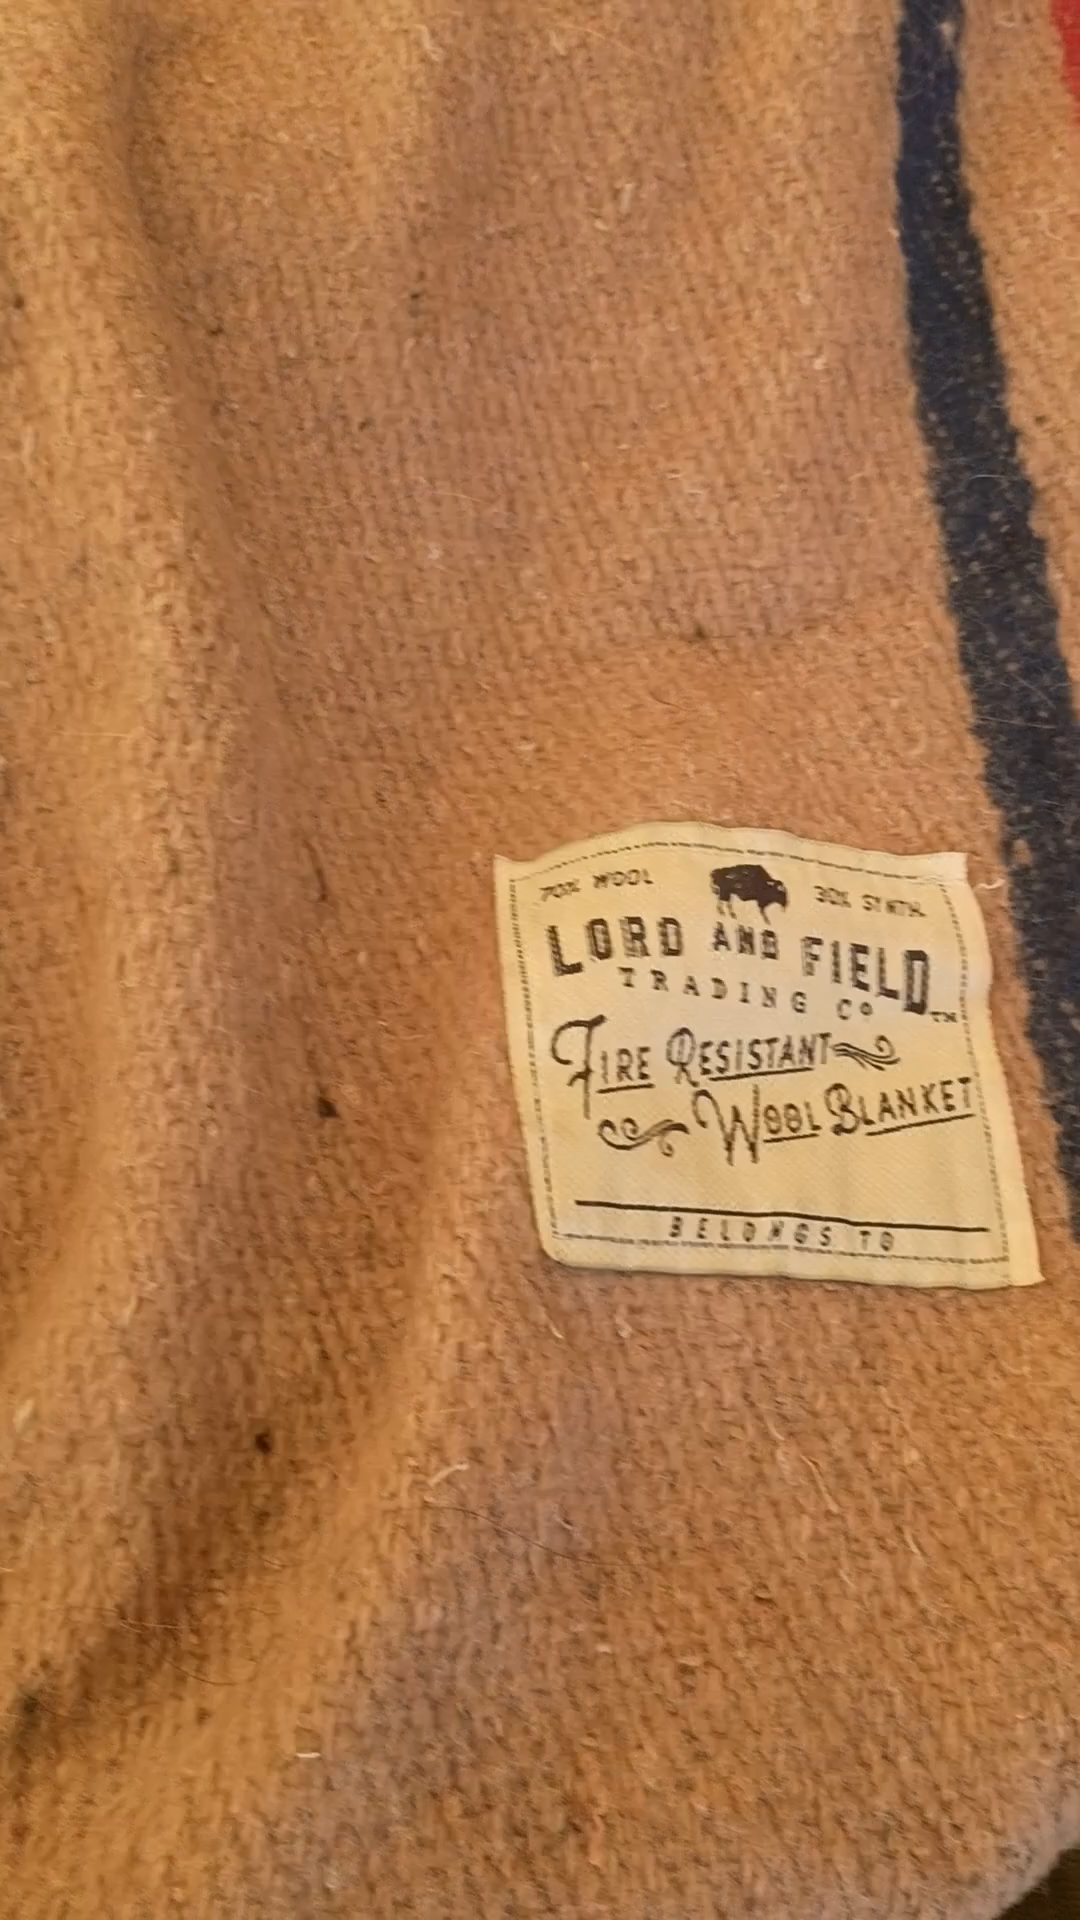 70% WOOL 30% SYNTH.
LORD AND FIELD
TRADING Cº ™
FIRE RESISTANT
WOOL BLANKET
BELONGS TO